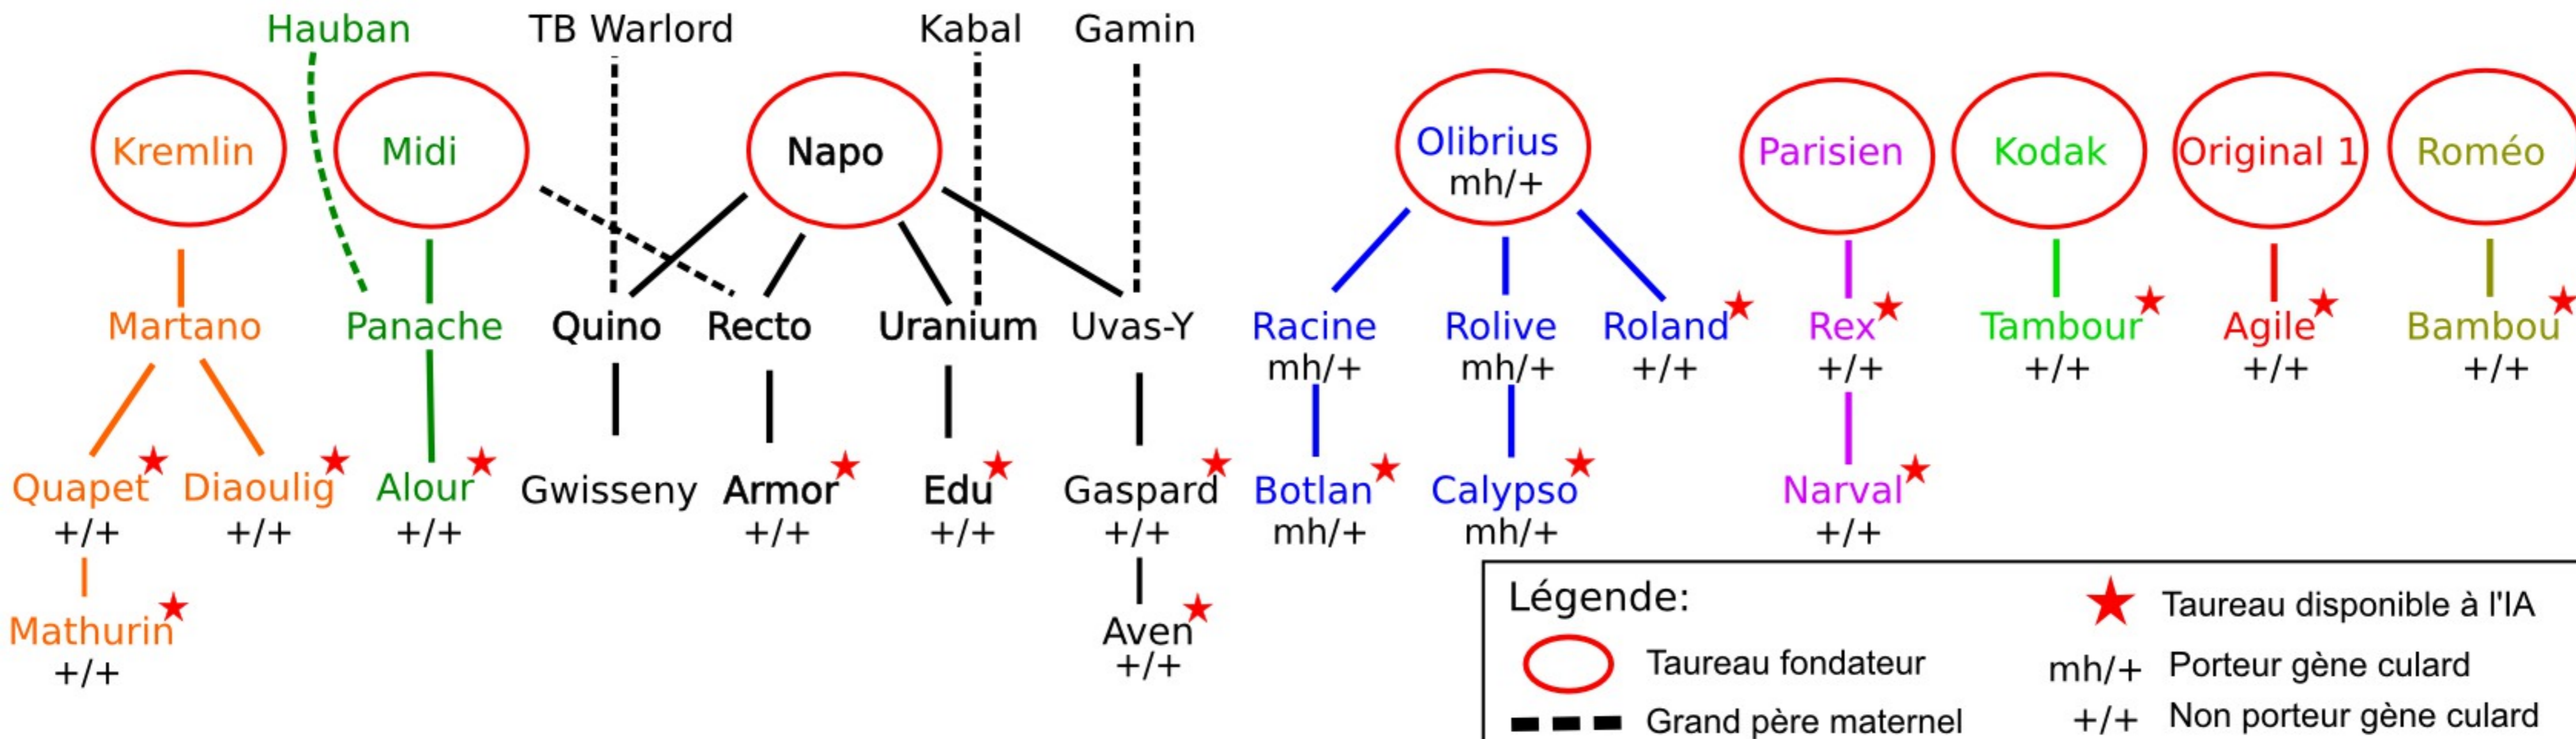 Hauban TB Warlord Kabal Gamin
Kremlin Midi Napo Olibrius Parisien Kodak Original 1 Roméo
mh/+
Martano Panache Quino Recto Uranium Uvas-Y Racine Rolive Roland Rex Tambour Agile Bambou
mh/+ mh/+ +/+ +/+ +/+ +/+ +/+
Quapet Diaoulig Alour Gwisseny Armor Edu Gaspard Botlan Calypso Narval
+/+ +/+ +/+ +/+ +/+ +/+ mh/+ mh/+ +/+
Mathurin Aven
+/+ +/+
Légende:
Taureau fondateur
Grand père maternel
Taureau disponible à l'IA
mh/+ Porteur gène culard
+/+ Non porteur gène culard